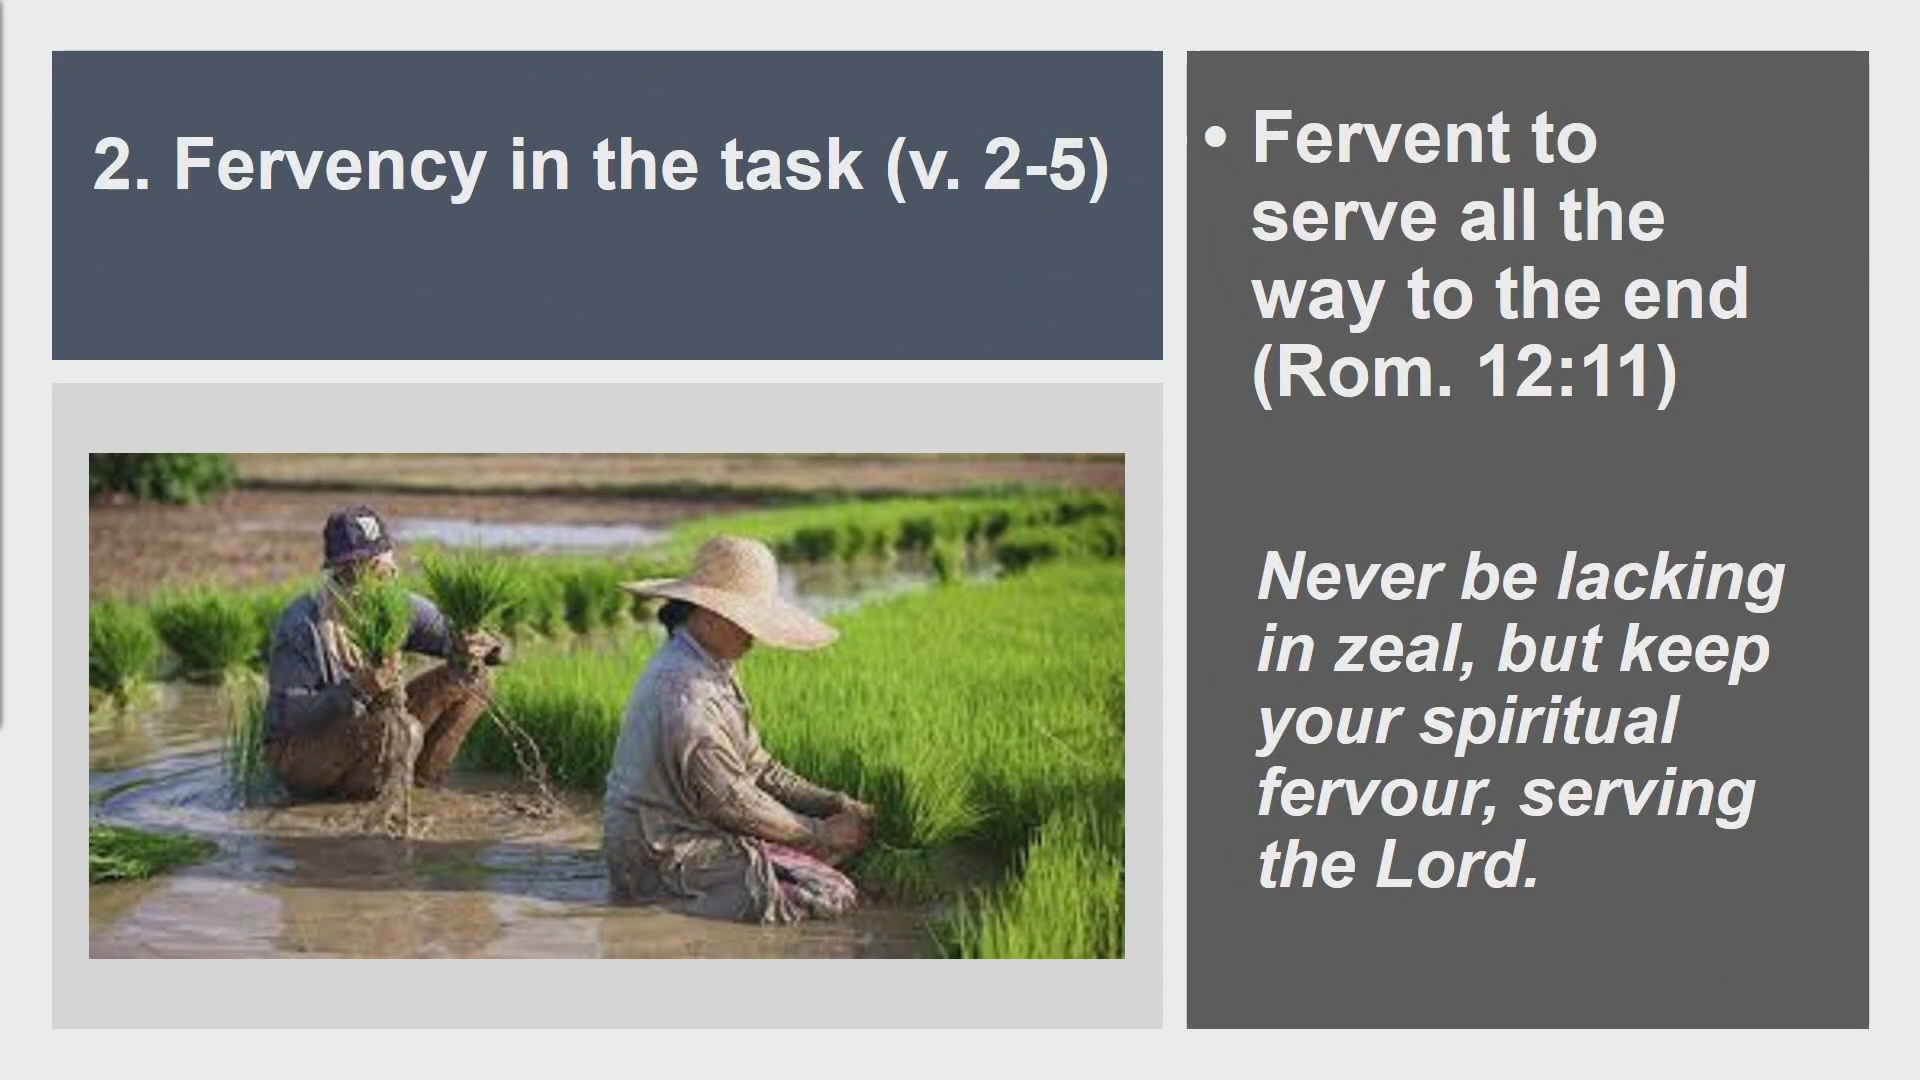 2. Fervency in the task (v. 2-5)
• Fervent to
serve all the
way to the end
(Rom. 12:11)
Never be lacking
in zeal, but keep
your spiritual
fervour, serving
the Lord.